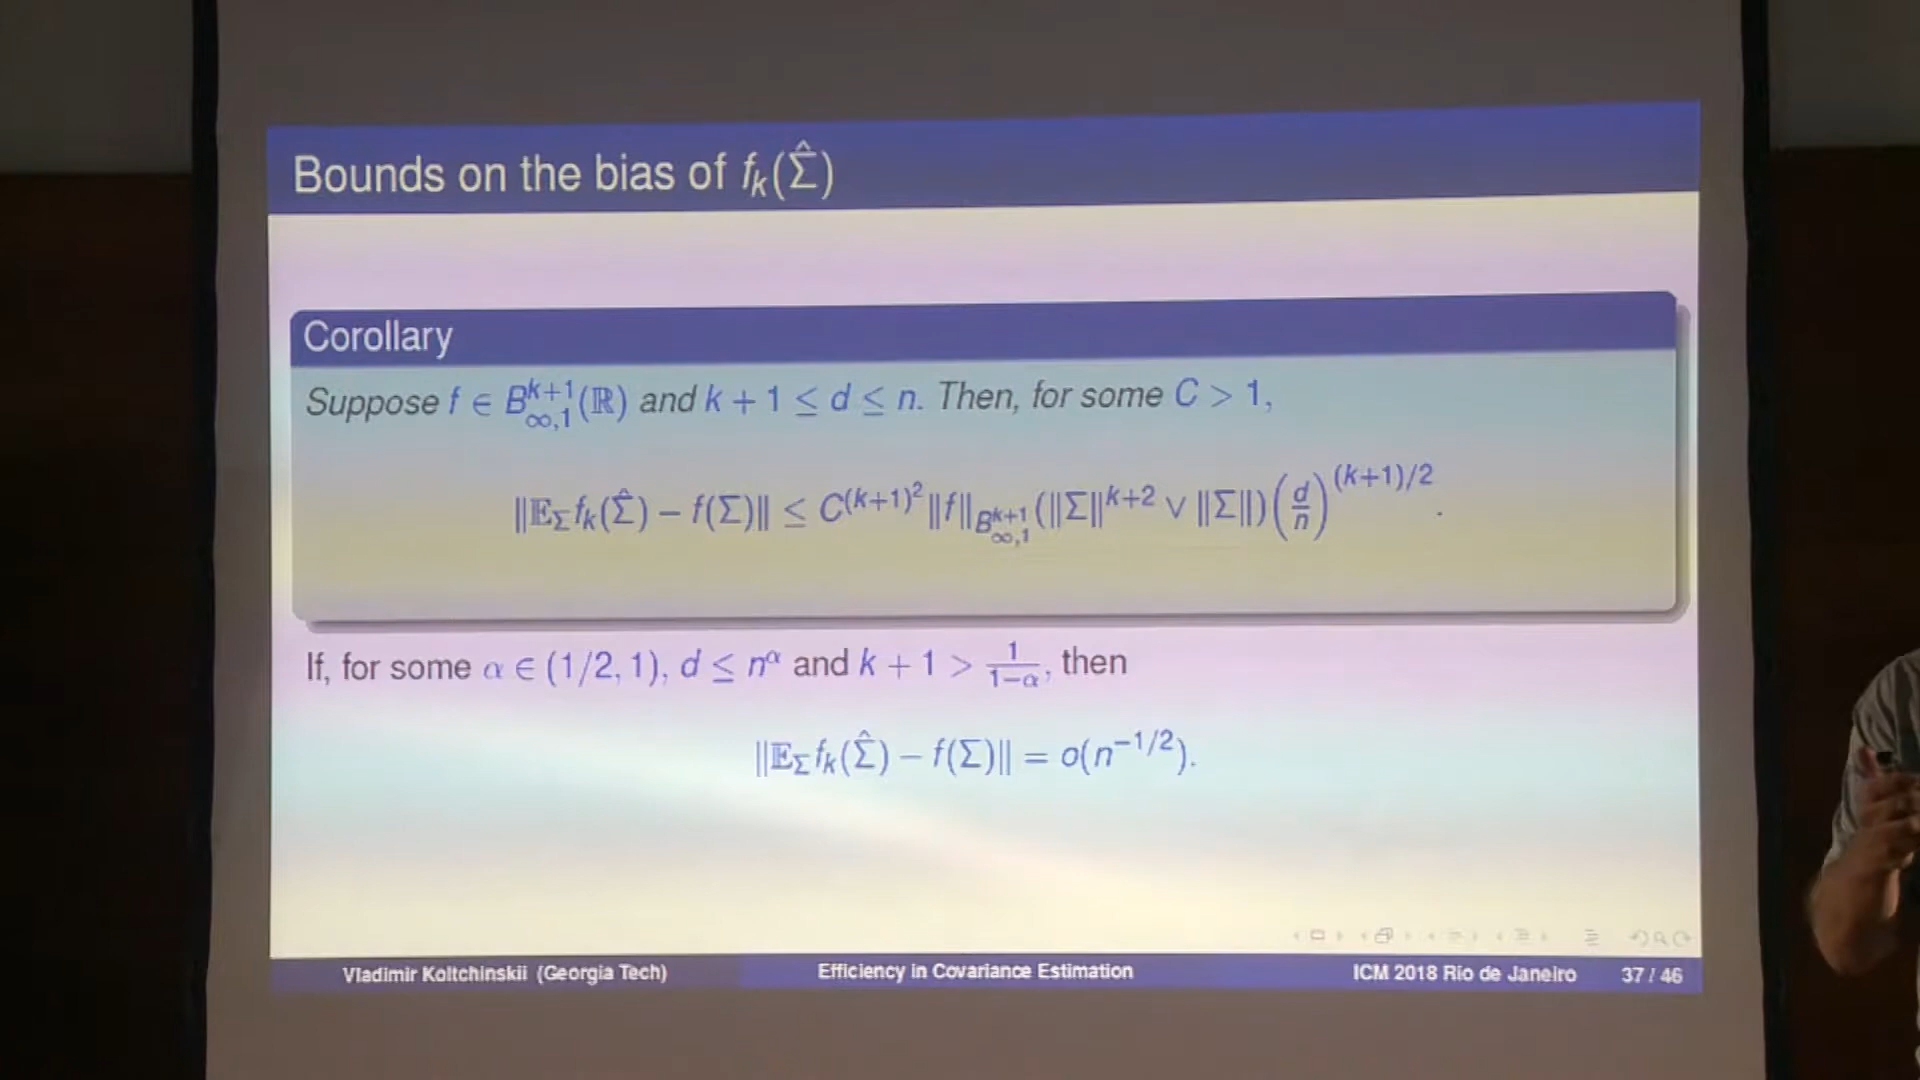 Bounds on the bias of f_k(Σ̂)
Corollary
Suppose f ∈ B^{k+1}_{∞,1}(ℝ) and k + 1 ≤ d ≤ n. Then, for some C > 1,
‖𝔼_Σ f_k(Σ̂) − f(Σ)‖ ≤ C^{(k+1)^2} ‖f‖_{B^{k+1}_{∞,1}} (‖Σ‖^{k+2} ∨ ‖Σ‖) (d/n)^{(k+1)/2}.
If, for some α ∈ (1/2, 1), d ≤ n^α and k + 1 > 1/(1−α), then
‖𝔼_Σ f_k(Σ̂) − f(Σ)‖ = o(n^{−1/2}).
Vladimir Koltchinskii (Georgia Tech) Efficiency in Covariance Estimation ICM 2018 Rio de Janeiro 37 / 46